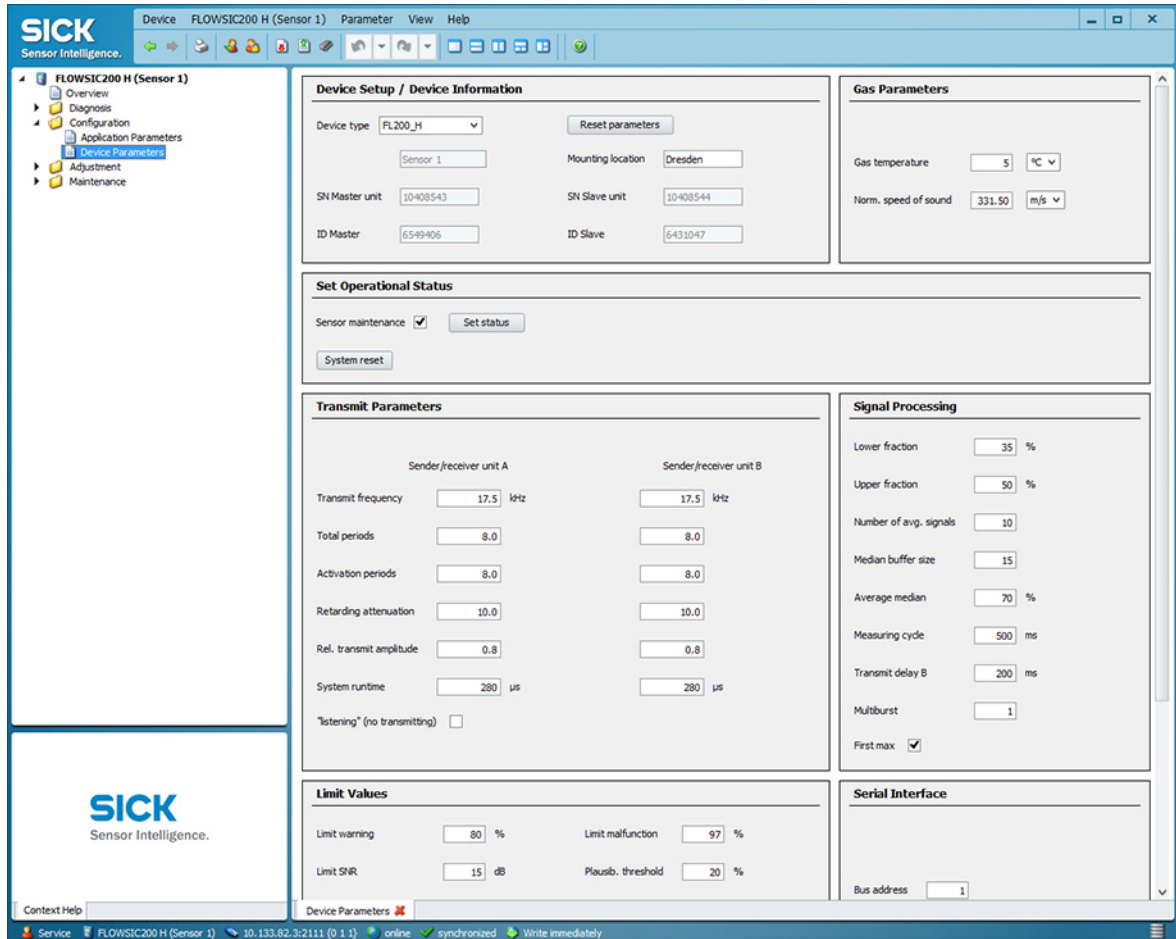 SICK
Sensor Intelligence.
Device FLOWSIC200 H (Sensor 1) Parameter View Help
FLOWSIC200 H (Sensor 1)
Overview
Diagnosis
Configuration
Application Parameters
Device Parameters
Adjustment
Maintenance
Device Setup / Device Information
Device type FL200_H Reset parameters
Sensor 1 Mounting location Dresden
SN Master unit 10408543 SN Slave unit 10408544
ID Master 6549406 ID Slave 6431047
Gas Parameters
Gas temperature 5 °C
Norm. speed of sound 331.50 m/s
Set Operational Status
Sensor maintenance Set status
System reset
Transmit Parameters
Sender/receiver unit A Sender/receiver unit B
Transmit frequency 17.5 kHz 17.5 kHz
Total periods 8.0 8.0
Activation periods 8.0 8.0
Retarding attenuation 10.0 10.0
Rel. transmit amplitude 0.8 0.8
System runtime 280 µs 280 µs
"listening" (no transmitting)
Signal Processing
Lower fraction 35 %
Upper fraction 50 %
Number of avg. signals 10
Median buffer size 15
Average median 70 %
Measuring cycle 500 ms
Transmit delay B 200 ms
Multiburst 1
First max
Limit Values
Limit warning 80 % Limit malfunction 97 %
Limit SNR 15 dB Plausib. threshold 20 %
Serial Interface
Bus address 1
SICK
Sensor Intelligence.
Context Help
Device Parameters
Service FLOWSIC200 H (Sensor 1) 10.133.82.3:2111 {0 1 1} online synchronized Write immediately